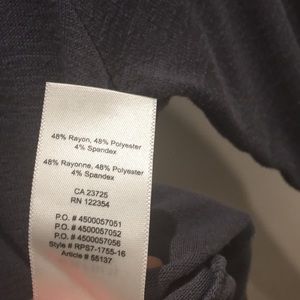 48% Rayon, 48% Polyester
4% Spandex
48% Rayonne, 48% Polyester
4% Spandex
CA 23725
RN 122354
P.O. # 4500057051
P.O. # 4500057052
P.O. # 4500057056
Style # RPS7-1755-16
Article # 55137